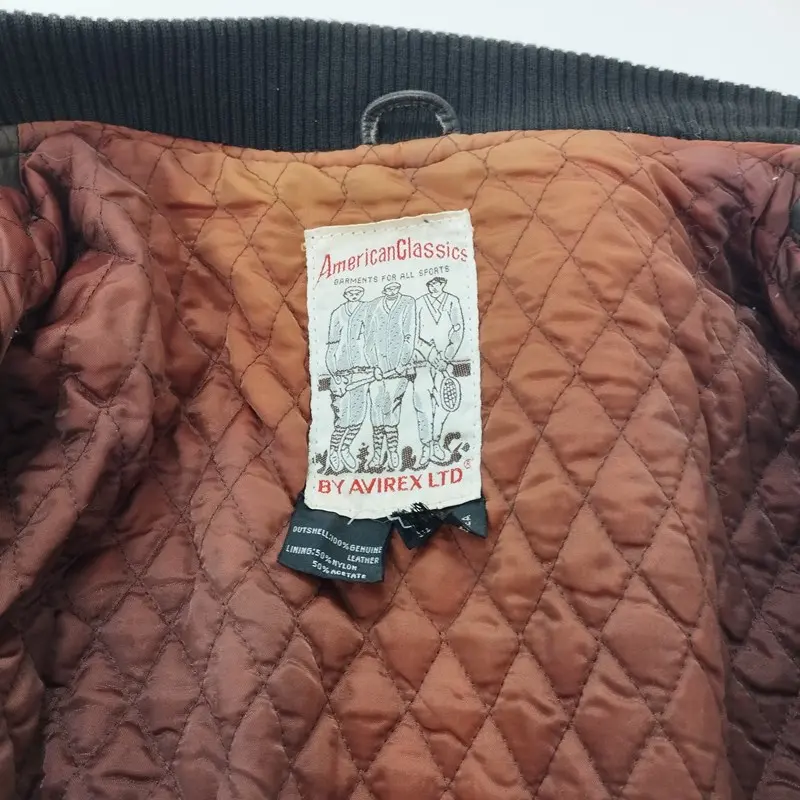 AmericanClassics
GARMENTS FOR ALL SPORTS
BY AVIREX LTD®
OUTSHELL:100%GENUINE
LEATHER
LINING:50%NYLON
50%ACETATE